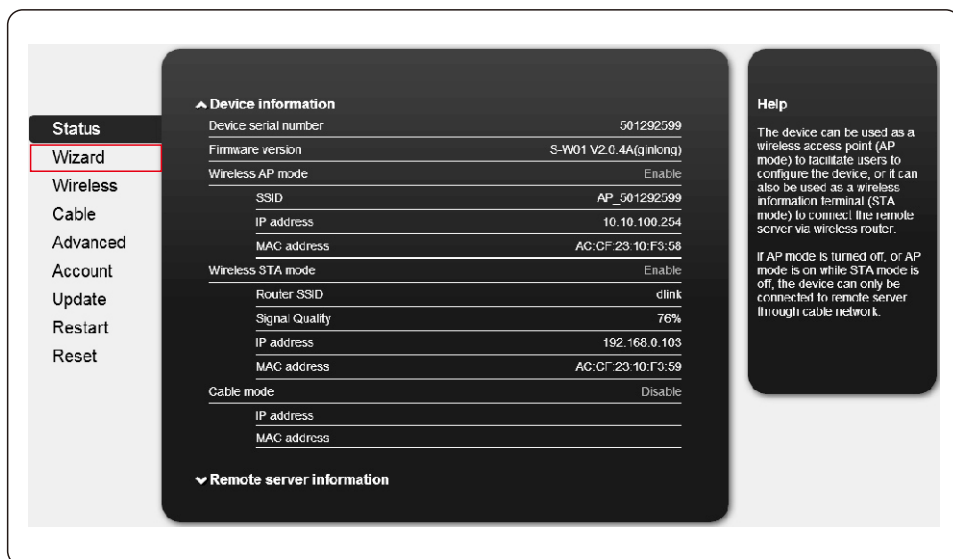 Status
Wizard
Wireless
Cable
Advanced
Account
Update
Restart
Reset
Device information
Device serial number 501292599
Firmware version S-W01 V2.0.4A(ginlong)
Wireless AP mode Enable
SSID AP_501292599
IP address 10.10.100.254
MAC address AC:CF:23:10:F3:58
Wireless STA mode Enable
Router SSID dlink
Signal Quality 76%
IP address 192.168.0.103
MAC address AC:CF:23:10:F3:59
Cable mode Disable
IP address
MAC address
Remote server information
Help
The device can be used as a
wireless access point (AP
mode) to facilitate users to
configure the device, or it can
also be used as a wireless
information terminal (STA
mode) to connect the remote
server via wireless router.
If AP mode is turned off, or AP
mode is on while STA mode is
off, the device can only be
connected to remote server
through cable network.